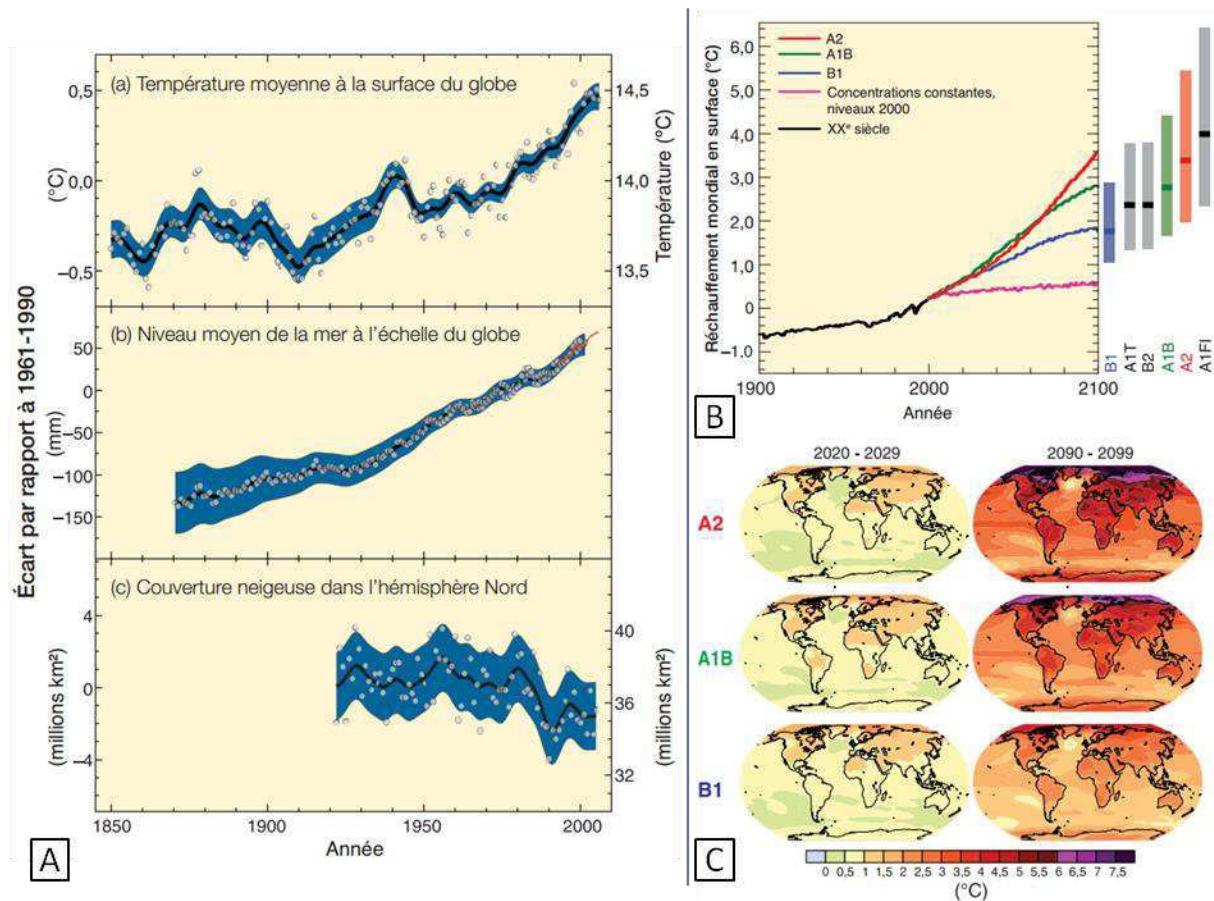 Écart par rapport à 1961-1990
(a) Température moyenne à la surface du globe
(°C)
0,5
0,0
−0,5
14,5
14,0
13,5
Température (°C)
(b) Niveau moyen de la mer à l'échelle du globe
(mm)
50
0
−50
−100
−150
(c) Couverture neigeuse dans l'hémisphère Nord
(millions km²)
4
0
−4
40
36
32
(millions km²)
1850
1900
1950
2000
Année
A
Réchauffement mondial en surface (°C)
6,0
5,0
4,0
3,0
2,0
1,0
0
−1,0
A2
A1B
B1
Concentrations constantes,
niveaux 2000
XXᵉ siècle
1900
2000
2100
Année
B1
A1T
B2
A1B
A2
A1FI
B
2020 - 2029
2090 - 2099
A2
A1B
B1
0 0,5 1 1,5 2 2,5 3 3,5 4 4,5 5 5,5 6 6,5 7 7,5
(°C)
C